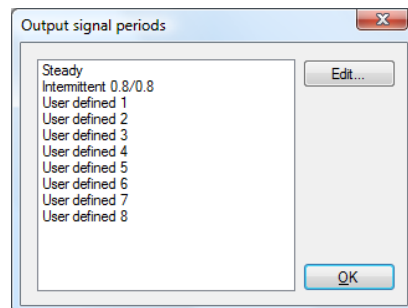 Output signal periods
Steady
Intermittent 0.8/0.8
User defined 1
User defined 2
User defined 3
User defined 4
User defined 5
User defined 6
User defined 7
User defined 8
Edit...
OK